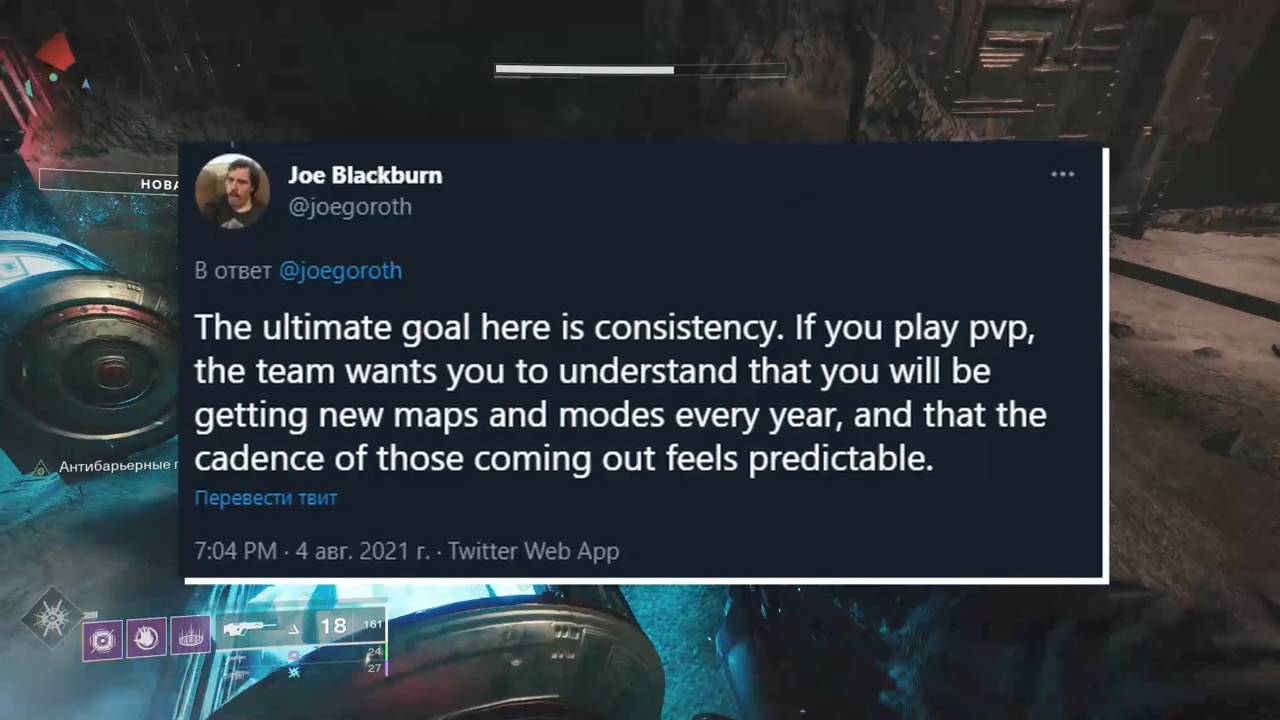 НОВА
Joe Blackburn
@joegoroth
В ответ @joegoroth
The ultimate goal here is consistency. If you play pvp,
the team wants you to understand that you will be
getting new maps and modes every year, and that the
cadence of those coming out feels predictable.
Перевести твит
7:04 PM · 4 авг. 2021 г. · Twitter Web App
Антибарьерные
18 161
24
27